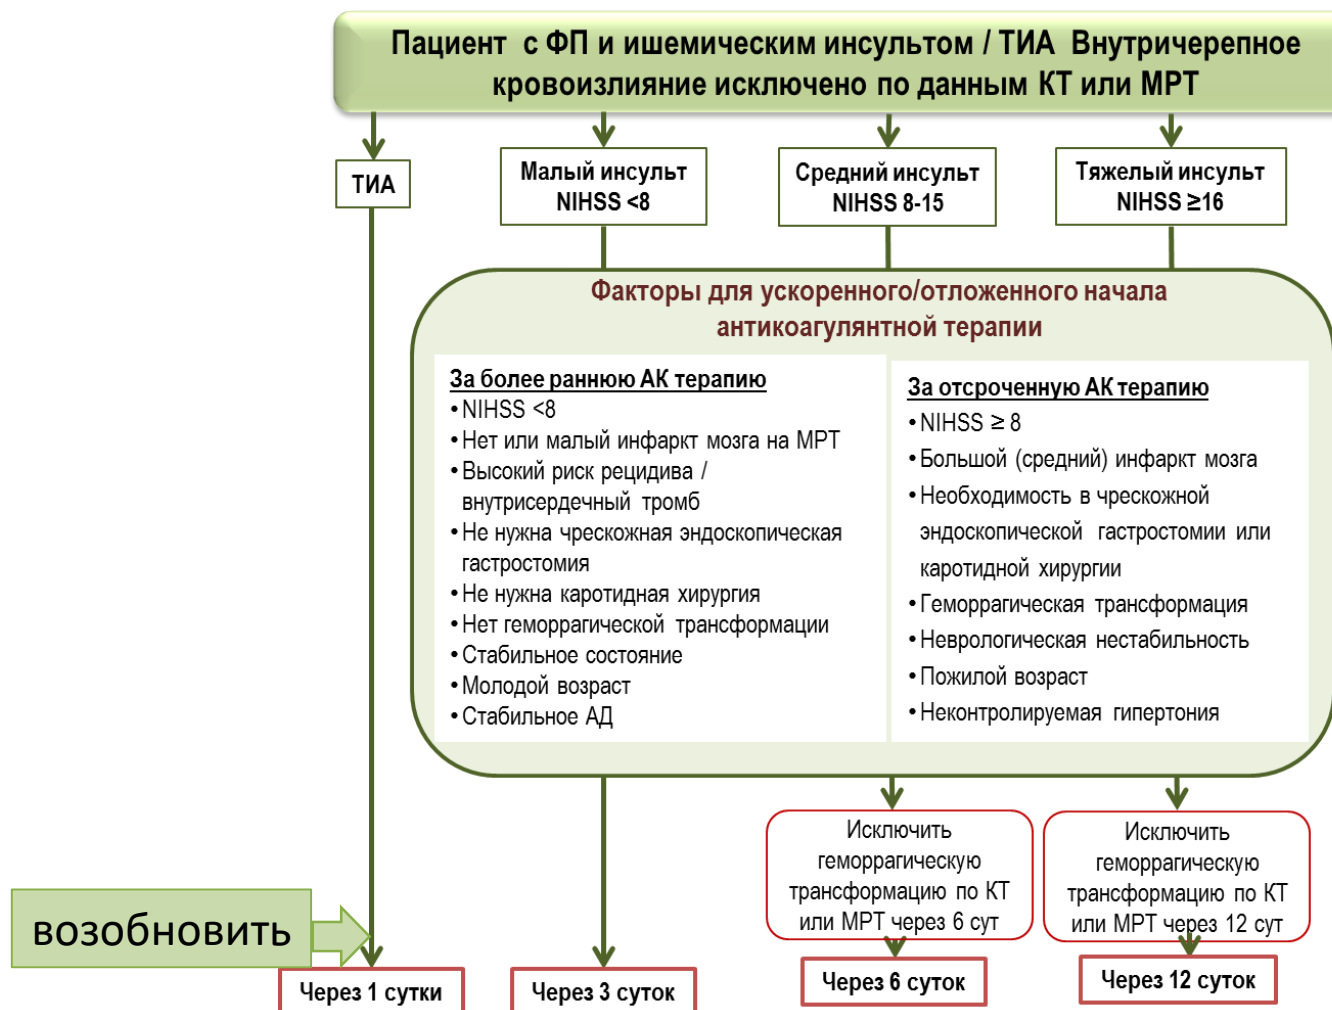 Пациент с ФП и ишемическим инсультом / ТИА Внутричерепное
кровоизлияние исключено по данным КТ или МРТ
ТИА
Малый инсульт
NIHSS <8
Средний инсульт
NIHSS 8-15
Тяжелый инсульт
NIHSS ≥16
Факторы для ускоренного/отложенного начала
антикоагулянтной терапии
За более раннюю АК терапию
• NIHSS <8
• Нет или малый инфаркт мозга на МРТ
• Высокий риск рецидива /
внутрисердечный тромб
• Не нужна чрескожная эндоскопическая
гастростомия
• Не нужна каротидная хирургия
• Нет геморрагической трансформации
• Стабильное состояние
• Молодой возраст
• Стабильное АД
За отсроченную АК терапию
• NIHSS ≥ 8
• Большой (средний) инфаркт мозга
• Необходимость в чрескожной
эндоскопической гастростомии или
каротидной хирургии
• Геморрагическая трансформация
• Неврологическая нестабильность
• Пожилой возраст
• Неконтролируемая гипертония
Исключить
геморрагическую
трансформацию по КТ
или МРТ через 6 сут
Исключить
геморрагическую
трансформацию по КТ
или МРТ через 12 сут
возобновить
Через 1 сутки
Через 3 суток
Через 6 суток
Через 12 суток